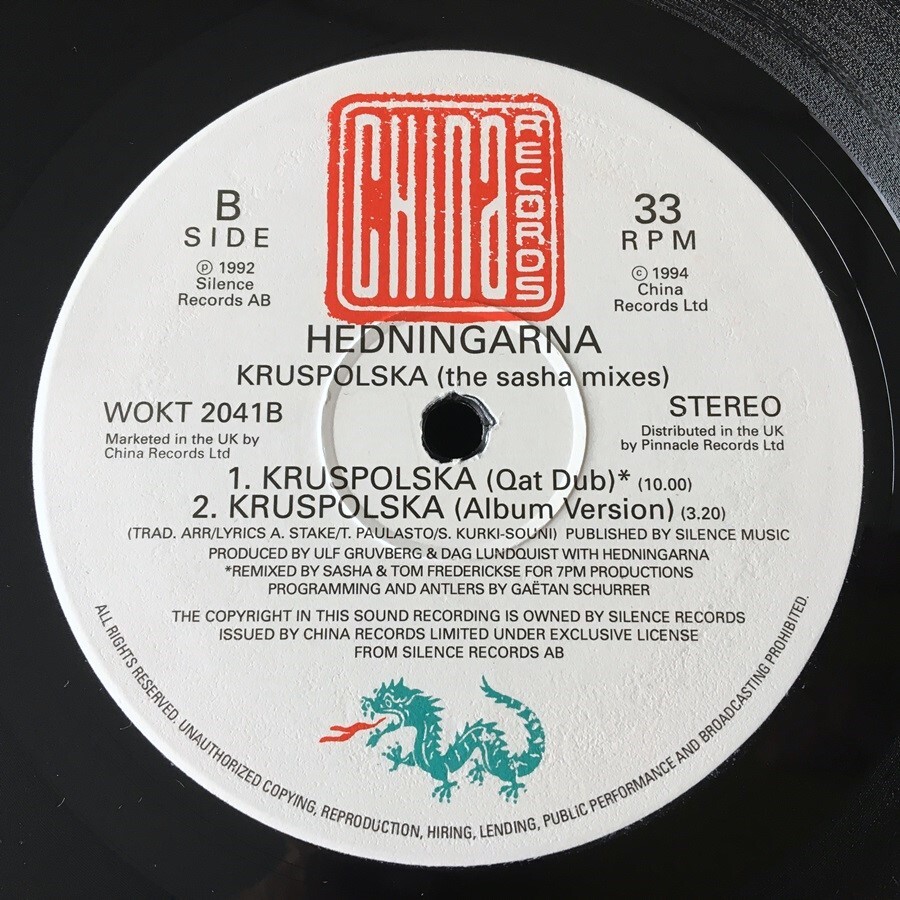 CHINA
RECORDS
B
SIDE
℗ 1992
Silence
Records AB
33
RPM
© 1994
China
Records Ltd
HEDNINGARNA
KRUSPOLSKA (the sasha mixes)
WOKT 2041B
Marketed in the UK by
China Records Ltd
STEREO
Distributed in the UK
by Pinnacle Records Ltd
1. KRUSPOLSKA (Qat Dub)* (10.00)
2. KRUSPOLSKA (Album Version) (3.20)
(TRAD. ARR/LYRICS A. STAKE/T. PAULASTO/S. KURKI-SOUNI) PUBLISHED BY SILENCE MUSIC
PRODUCED BY ULF GRUVBERG & DAG LUNDQUIST WITH HEDNINGARNA
*REMIXED BY SASHA & TOM FREDERICKSE FOR 7PM PRODUCTIONS
PROGRAMMING AND ANTLERS BY GAËTAN SCHURRER
THE COPYRIGHT IN THIS SOUND RECORDING IS OWNED BY SILENCE RECORDS
ISSUED BY CHINA RECORDS LIMITED UNDER EXCLUSIVE LICENSE
FROM SILENCE RECORDS AB
ALL RIGHTS RESERVED. UNAUTHORIZED COPYING, REPRODUCTION, HIRING, LENDING, PUBLIC PERFORMANCE AND BROADCASTING PROHIBITED.